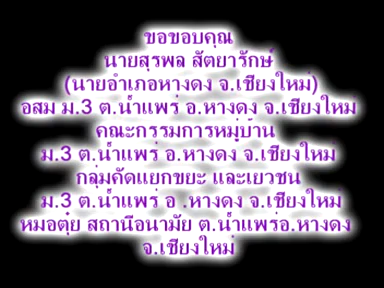 ขอขอบคุณ
นายสุรพล สัตยารักษ์
(นายอำเภอหางดง จ.เชียงใหม่)
อสม ม.3 ต.น้ำแพร่ อ.หางดง จ.เชียงใหม่
คณะกรรมการหมู่บ้าน
ม.3 ต.น้ำแพร่ อ.หางดง จ.เชียงใหม่
กลุ่มคัดแยกขยะ และเยวชน
ม.3 ต.น้ำแพร่ อ .หางดง จ.เชียงใหม่
หมอตุ๋ย สถานีอนามัย ต.น้ำแพร่อ.หางดง
จ.เชียงใหม่